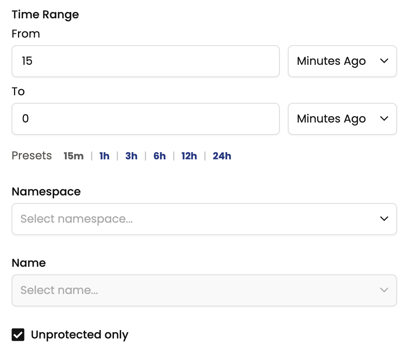 Time Range
From
15 Minutes Ago
To
0 Minutes Ago
Presets 15m | 1h | 3h | 6h | 12h | 24h
Namespace
Select namespace...
Name
Select name...
Unprotected only